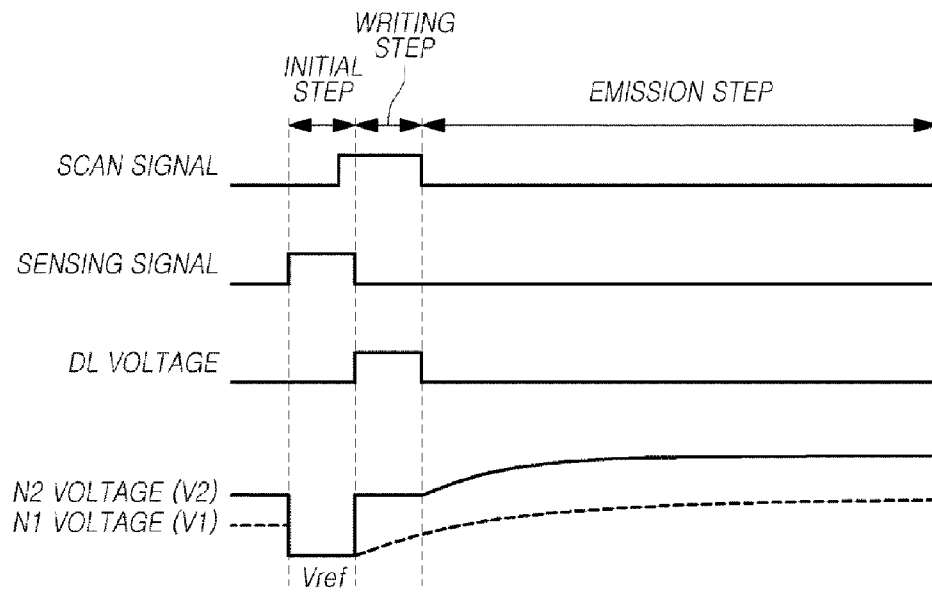 WRITING
STEP
INITIAL
STEP
EMISSION STEP
SCAN SIGNAL
SENSING SIGNAL
DL VOLTAGE
N2 VOLTAGE (V2)
N1 VOLTAGE (V1)
Vref